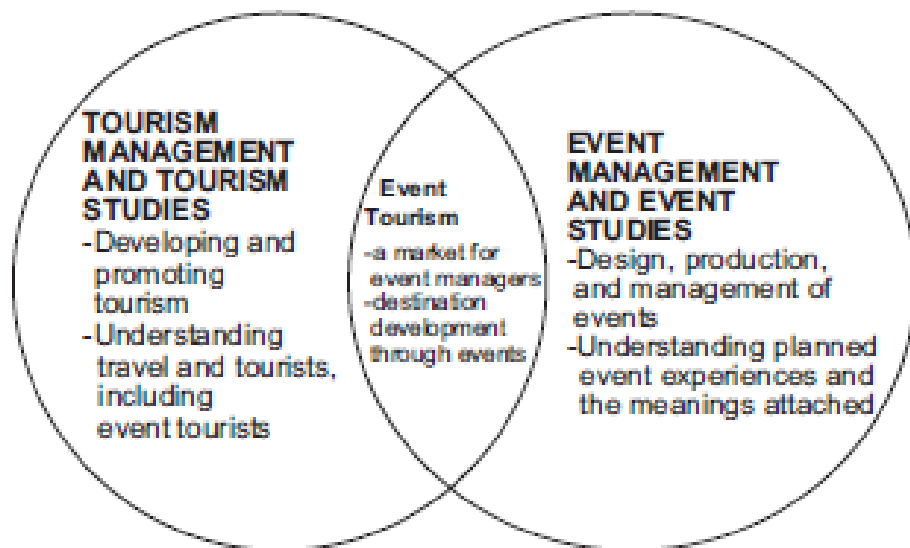 TOURISM
MANAGEMENT
AND TOURISM
STUDIES
-Developing and
promoting
tourism
-Understanding
travel and tourists,
including
event tourists
Event
Tourism
-a market for
event managers
-destination
development
through events
EVENT
MANAGEMENT
AND EVENT
STUDIES
-Design, production,
and management of
events
-Understanding planned
event experiences and
the meanings attached